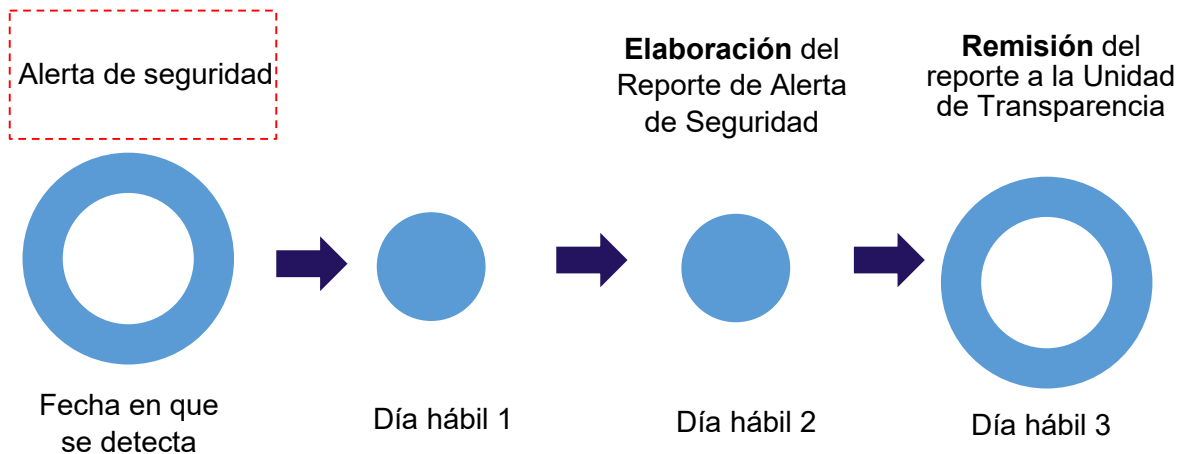 Alerta de seguridad
Elaboración del
Reporte de Alerta
de Seguridad
Remisión del
reporte a la Unidad
de Transparencia
Fecha en que
se detecta
Día hábil 1
Día hábil 2
Día hábil 3